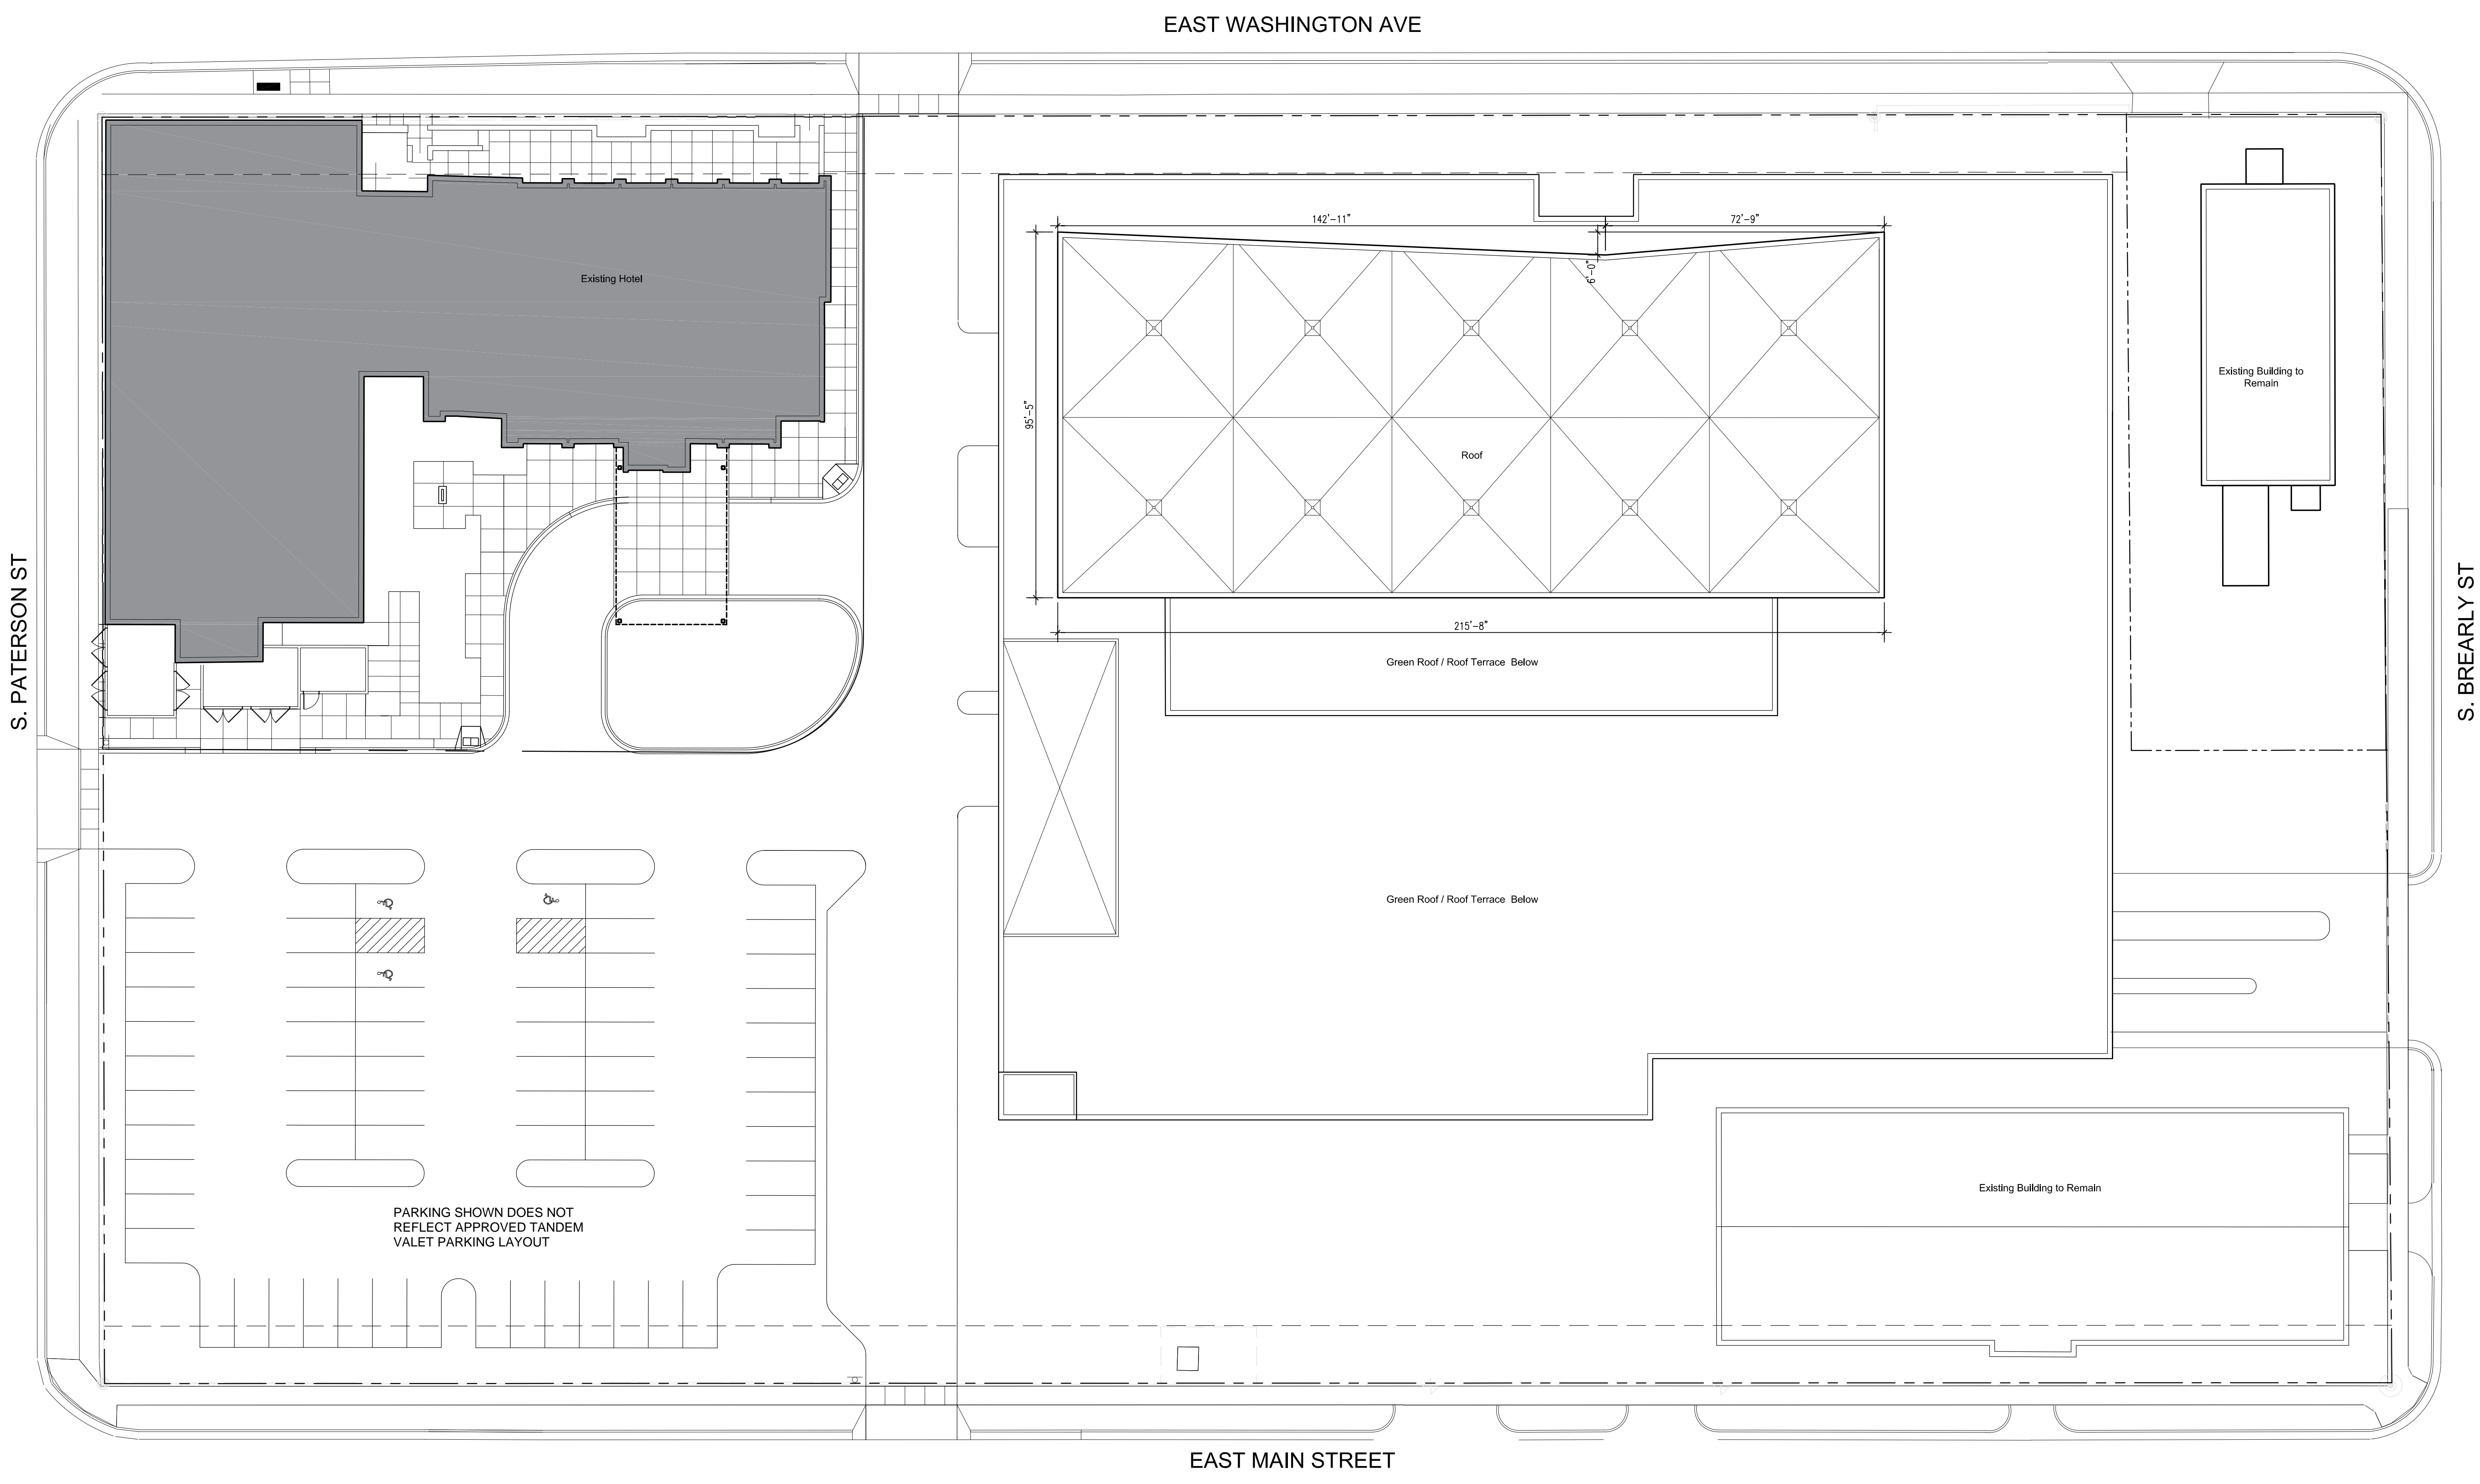 EAST WASHINGTON AVE
142'-11"
72'-9"
6'-0"
Existing Hotel
Existing Building to
Remain
95'-5"
Roof
S. PATERSON ST
S. BREARLY ST
215'-8"
Green Roof / Roof Terrace Below
Green Roof / Roof Terrace Below
Existing Building to Remain
PARKING SHOWN DOES NOT
REFLECT APPROVED TANDEM
VALET PARKING LAYOUT
EAST MAIN STREET